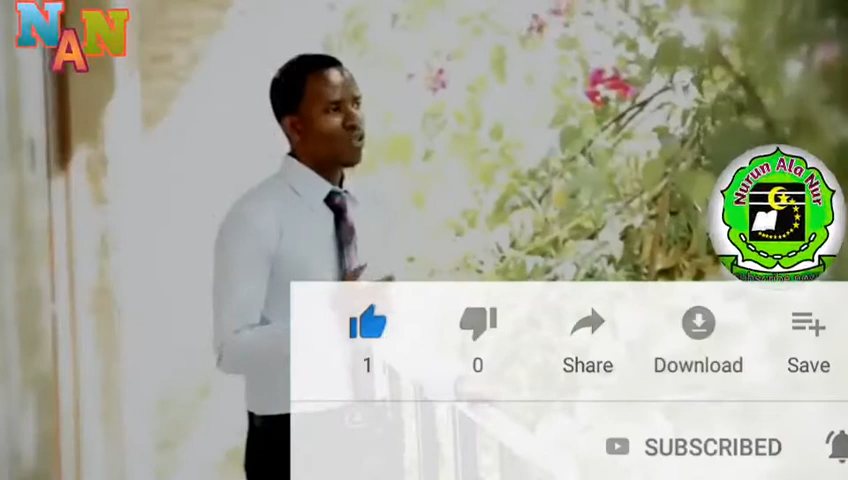 NAN
Nurun Ala Nur
1
0
Share
Download
Save
SUBSCRIBED